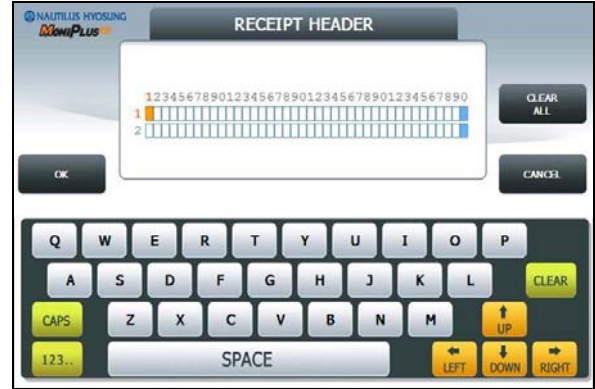 NAUTILUS HYOSUNG
MoniPlus
RECEIPT HEADER
1234567890123456789012345678901234567890
1
2
CLEAR
ALL
OK
CANCEL
Q W E R T Y U I O P
A S D F G H J K L CLEAR
CAPS Z X C V B N M UP
123.. SPACE LEFT DOWN RIGHT